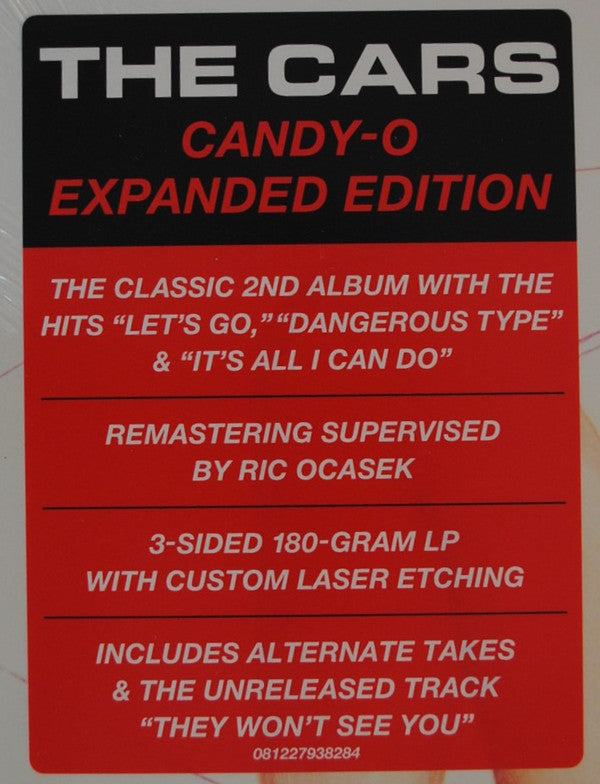 THE CARS
CANDY-O
EXPANDED EDITION
THE CLASSIC 2ND ALBUM WITH THE
HITS “LET’S GO,” “DANGEROUS TYPE”
& “IT’S ALL I CAN DO”
REMASTERING SUPERVISED
BY RIC OCASEK
3-SIDED 180-GRAM LP
WITH CUSTOM LASER ETCHING
INCLUDES ALTERNATE TAKES
& THE UNRELEASED TRACK
“THEY WON’T SEE YOU”
081227938284